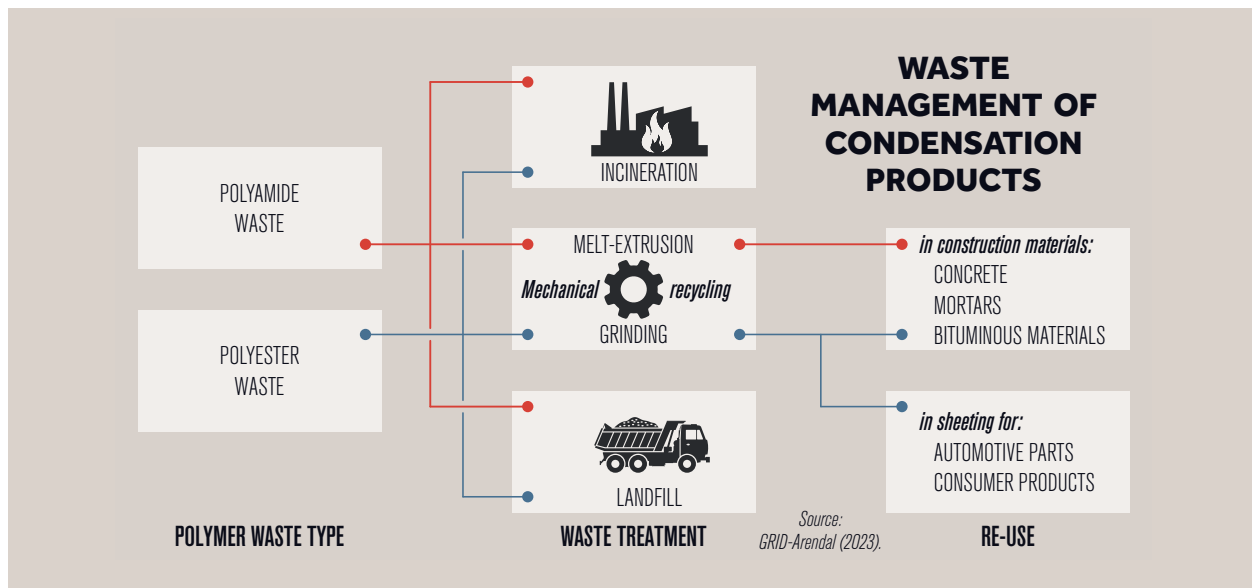 WASTE
MANAGEMENT OF
CONDENSATION
PRODUCTS
POLYAMIDE
WASTE
POLYESTER
WASTE
POLYMER WASTE TYPE
INCINERATION
MELT-EXTRUSION
Mechanical recycling
GRINDING
LANDFILL
WASTE TREATMENT
in construction materials:
CONCRETE
MORTARS
BITUMINOUS MATERIALS
in sheeting for:
AUTOMOTIVE PARTS
CONSUMER PRODUCTS
RE-USE
Source:
GRID-Arendal (2023).